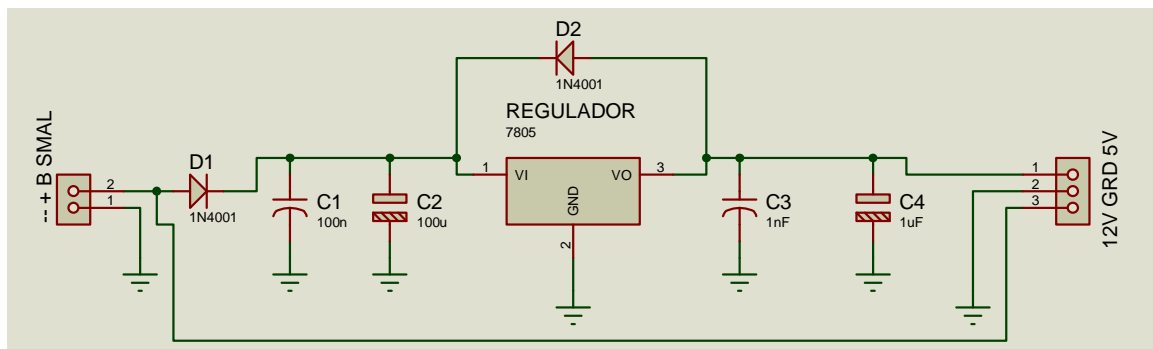 D2
1N4001
REGULADOR
7805
1 VI VO 3
GND
2
-- + B SMAL
2
1
D1
1N4001
C1
100n
C2
100u
C3
1nF
C4
1uF
1
2
3
12V GRD 5V